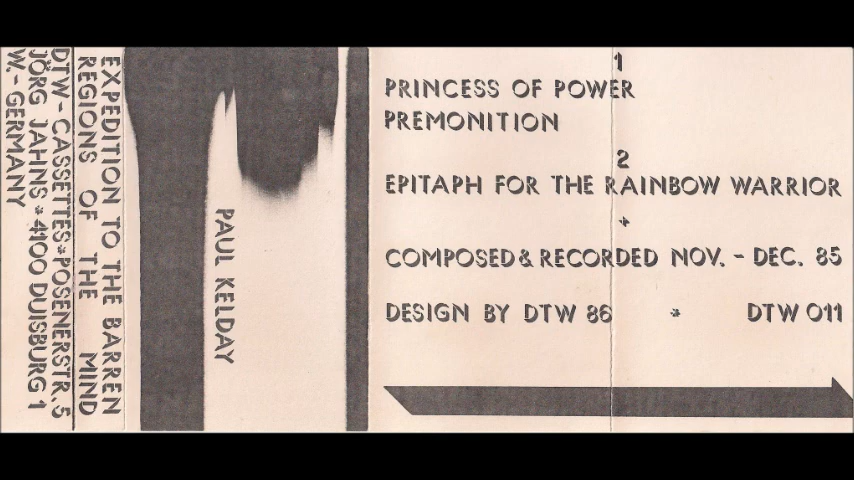 EXPEDITION TO THE BARREN
REGIONS OF THE MIND
DTW-CASSETTES*POSENERSTR. 5
JÖRG JAHNS * 4100 DUISBURG 1
W.-GERMANY
PAUL KELDAY
1
PRINCESS OF POWER
PREMONITION
2
EPITAPH FOR THE RAINBOW WARRIOR
*
COMPOSED & RECORDED NOV. - DEC. 85
DESIGN BY DTW 86 * DTW 011